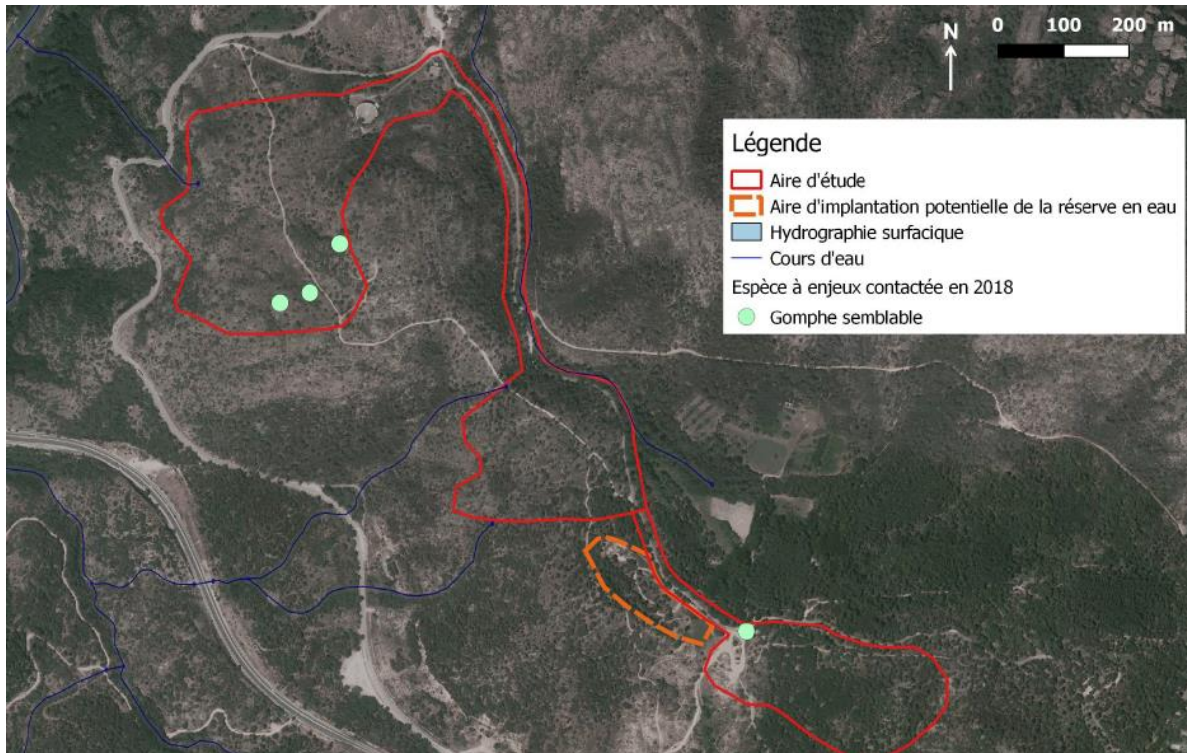 0 100 200 m
N
Légende
Aire d'étude
Aire d'implantation potentielle de la réserve en eau
Hydrographie surfacique
Cours d'eau
Espèce à enjeux contactée en 2018
Gomphe semblable